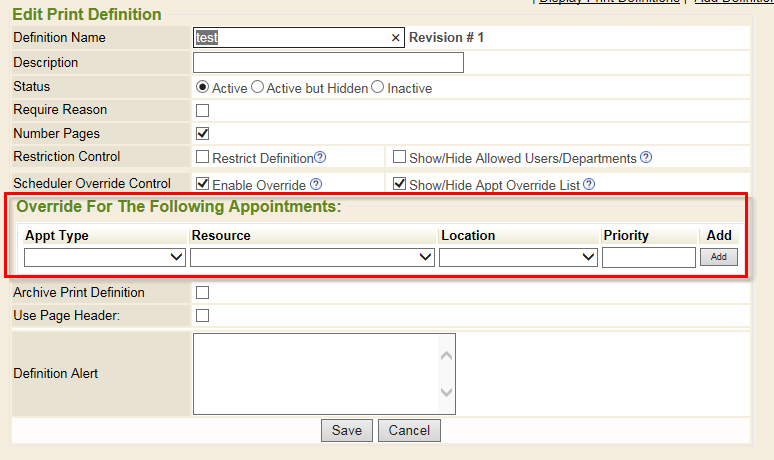 Display Print Definitions | Add Definition
Edit Print Definition
Definition Name test × Revision # 1
Description
Status Active Active but Hidden Inactive
Require Reason
Number Pages
Restriction Control Restrict Definition ? Show/Hide Allowed Users/Departments ?
Scheduler Override Control Enable Override ? Show/Hide Appt Override List ?
Override For The Following Appointments:
Appt Type Resource Location Priority Add
Add
Archive Print Definition
Use Page Header:
Definition Alert
Save Cancel